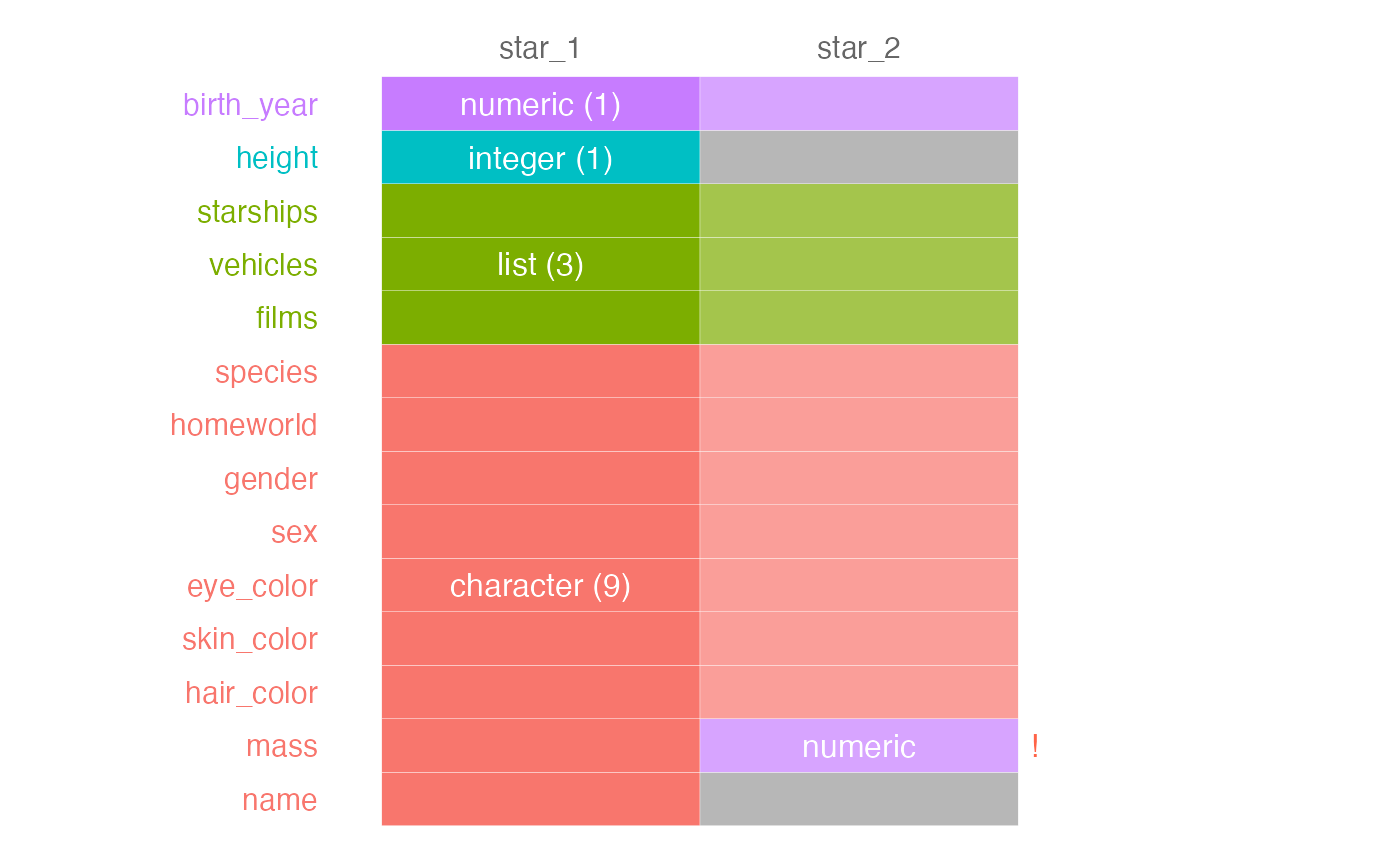 star_1 star_2
birth_year numeric (1)
height integer (1)
starships
vehicles list (3)
films
species
homeworld
gender
sex
eye_color character (9)
skin_color
hair_color
mass numeric !
name